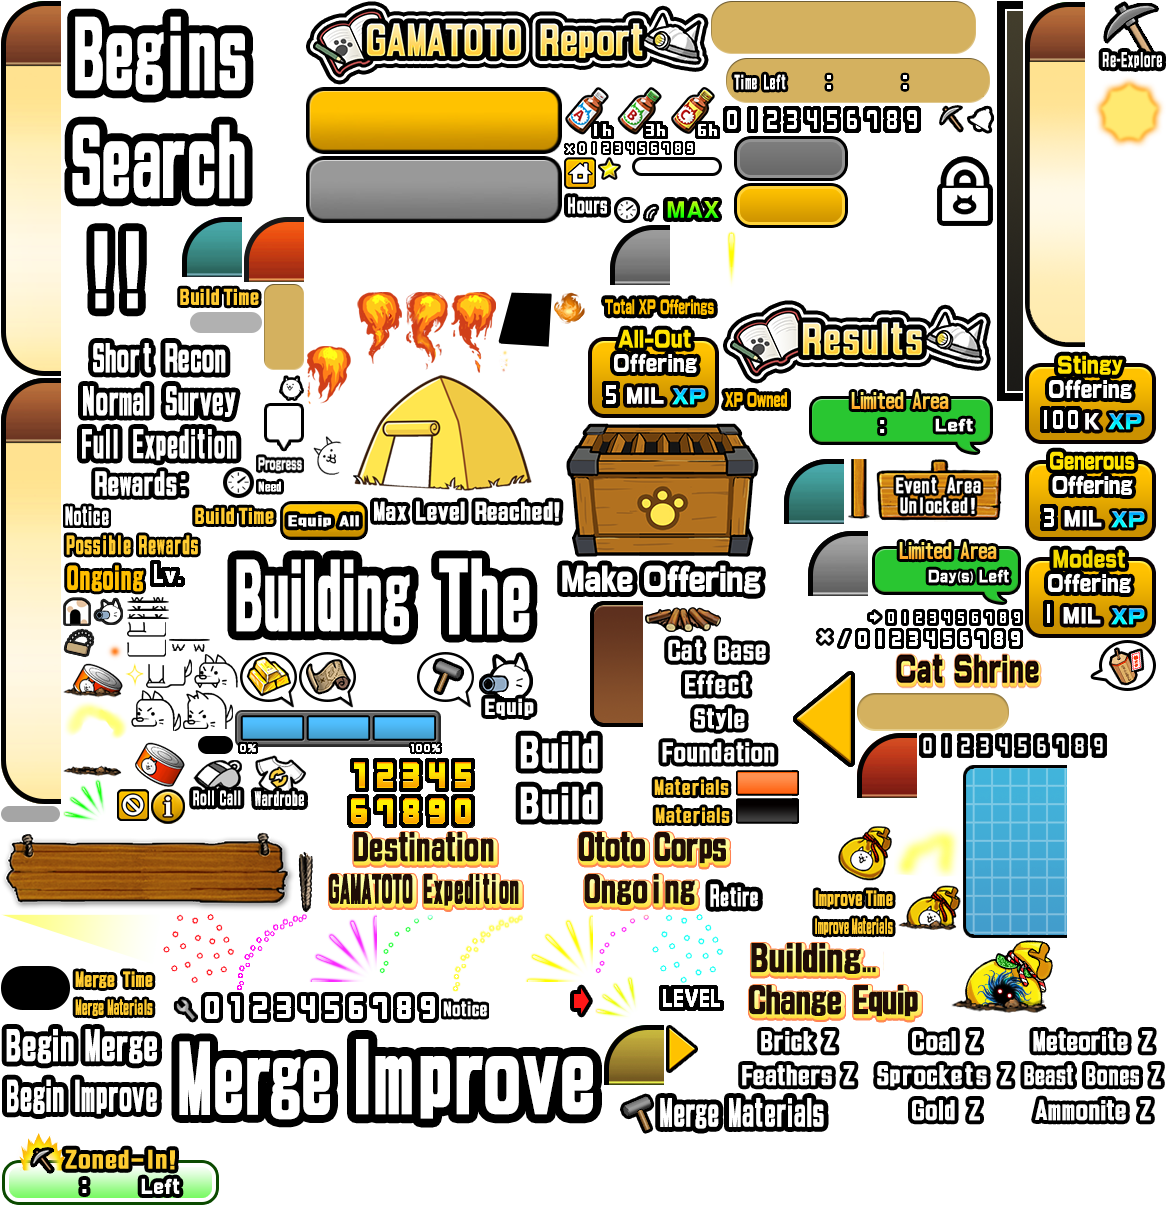 Begins
Search
!!
GAMATOTO Report
Time Left : :
Re-Explore
A 1h B 3h C 6h
0123456789
x0123456789
Hours
MAX
Build Time
Total XP Offerings
All-Out
Offering
5 MIL XP
Results
XP Owned
Limited Area
: Left
Stingy
Offering
100K XP
Short Recon
Normal Survey
Full Expedition
Rewards:
Progress
Need
Notice
Build Time
Equip All
Max Level Reached!
Event Area
Unlocked!
Generous
Offering
3 MIL XP
Possible Rewards
Ongoing Lv.
Building The
Make Offering
Limited Area
Day(s) Left
Modest
Offering
1 MIL XP
0123456789
x/0123456789
Cat Base
Effect
Style
Foundation
Cat Shrine
Equip
0% 100%
0123456789
Build
Build
Materials
Materials
Roll Call
Wardrobe
12345
67890
Destination
GAMATOTO Expedition
Ototo Corps
Ongoing
Retire
Improve Time
Improve Materials
Building...
Change Equip
Merge Time
Merge Materials
0123456789
Notice
LEVEL
Begin Merge
Begin Improve
Merge Improve
Brick Z
Coal Z
Meteorite Z
Feathers Z
Sprockets Z
Beast Bones Z
Gold Z
Ammonite Z
Merge Materials
Zoned-In!
: Left